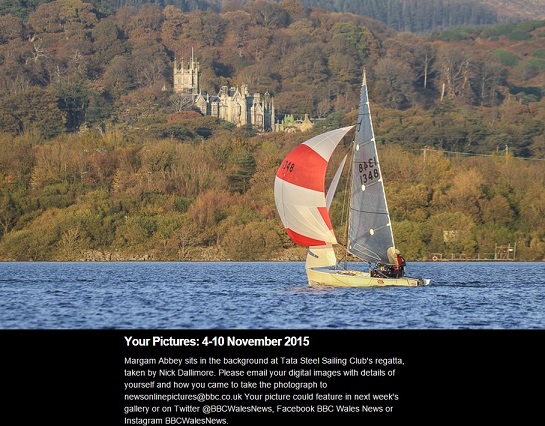 1348
1348
Your Pictures: 4-10 November 2015
Margam Abbey sits in the background at Tata Steel Sailing Club's regatta,
taken by Nick Dallimore. Please email your digital images with details of
yourself and how you came to take the photograph to
newsonlinepictures@bbc.co.uk Your picture could feature in next week's
gallery or on Twitter @BBCWalesNews, Facebook BBC Wales News or
Instagram BBCWalesNews.